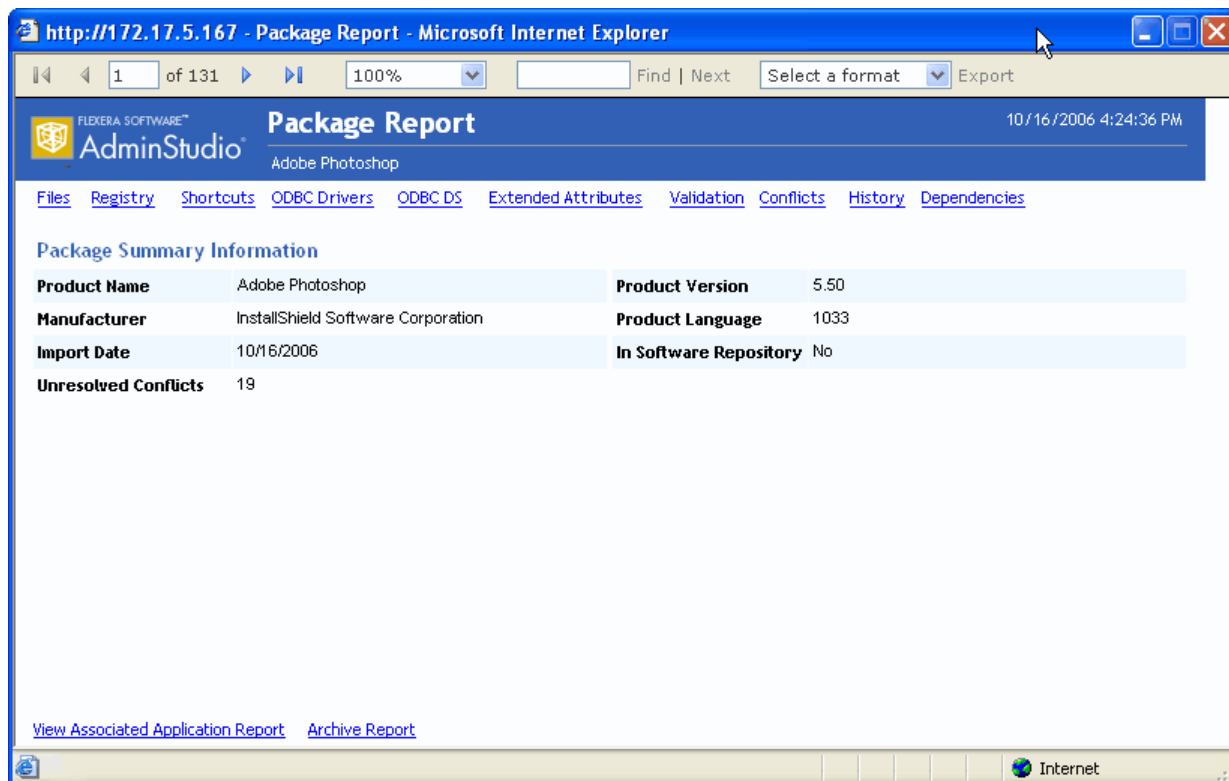 http://172.17.5.167 - Package Report - Microsoft Internet Explorer
1 of 131 100% Find | Next Select a format Export
FLEXERA SOFTWARE™
AdminStudio®
Package Report
10/16/2006 4:24:36 PM
Adobe Photoshop
Files Registry Shortcuts ODBC Drivers ODBC DS Extended Attributes Validation Conflicts History Dependencies
Package Summary Information
Product Name Adobe Photoshop Product Version 5.50
Manufacturer InstallShield Software Corporation Product Language 1033
Import Date 10/16/2006 In Software Repository No
Unresolved Conflicts 19
View Associated Application Report Archive Report
Internet